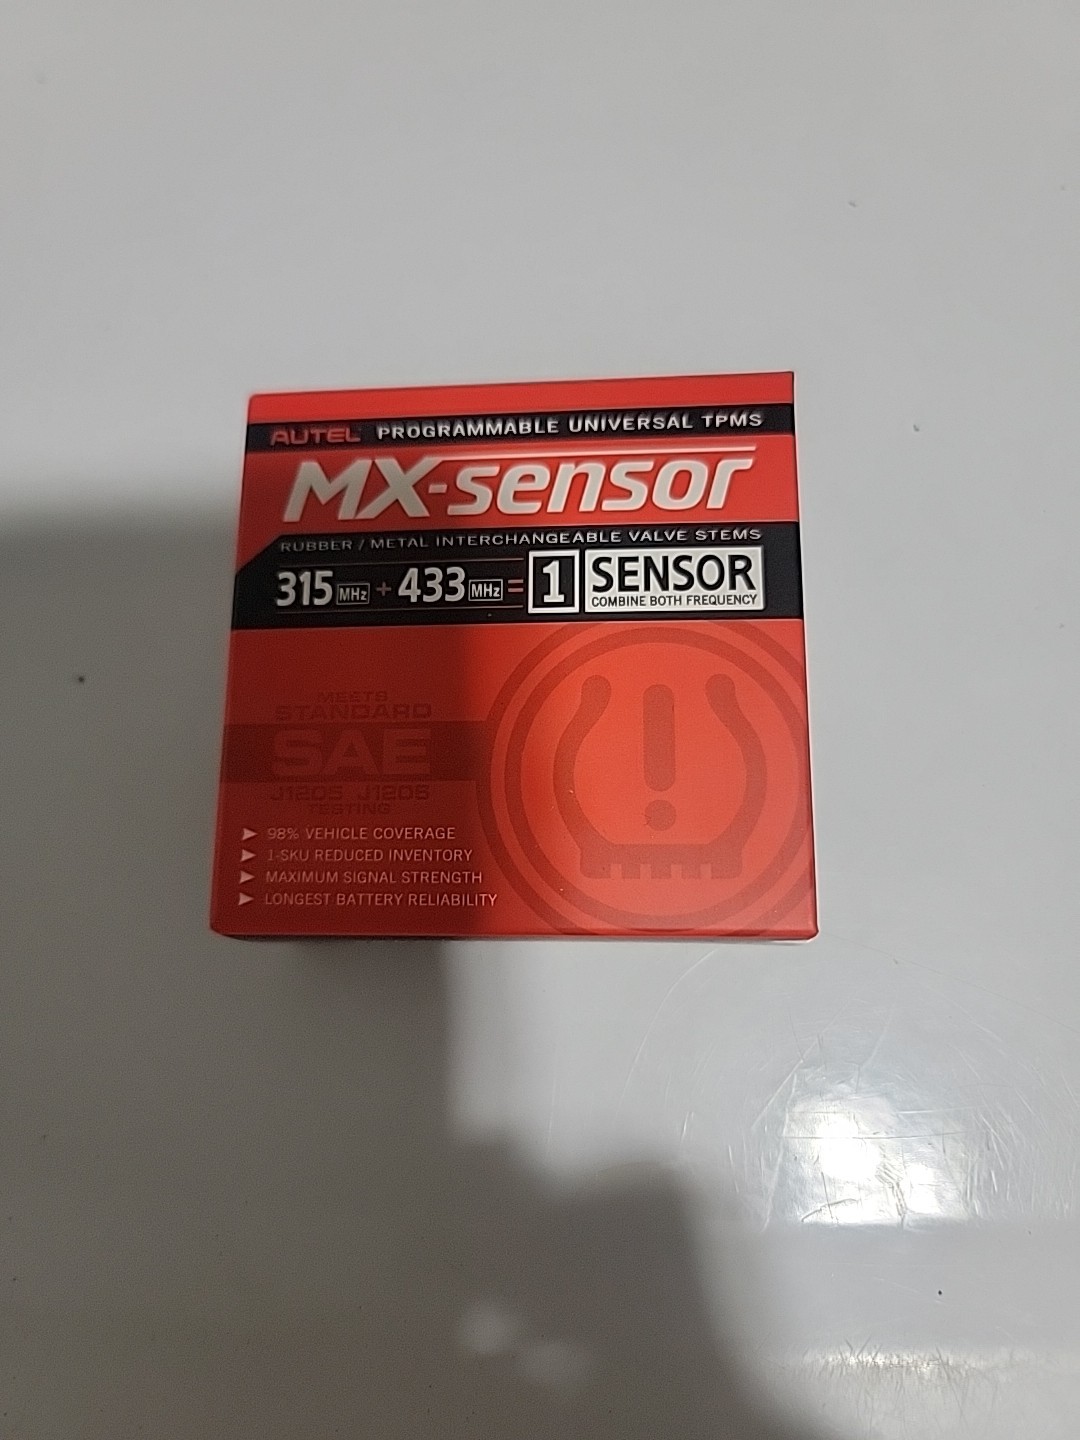 AUTEL PROGRAMMABLE UNIVERSAL TPMS
MX-sensor
RUBBER / METAL INTERCHANGEABLE VALVE STEMS
315 MHz + 433 MHz = 1 SENSOR
COMBINE BOTH FREQUENCY
MEETS
STANDARD
SAE
J1205 J1206
TESTING
98% VEHICLE COVERAGE
1-SKU REDUCED INVENTORY
MAXIMUM SIGNAL STRENGTH
LONGEST BATTERY RELIABILITY